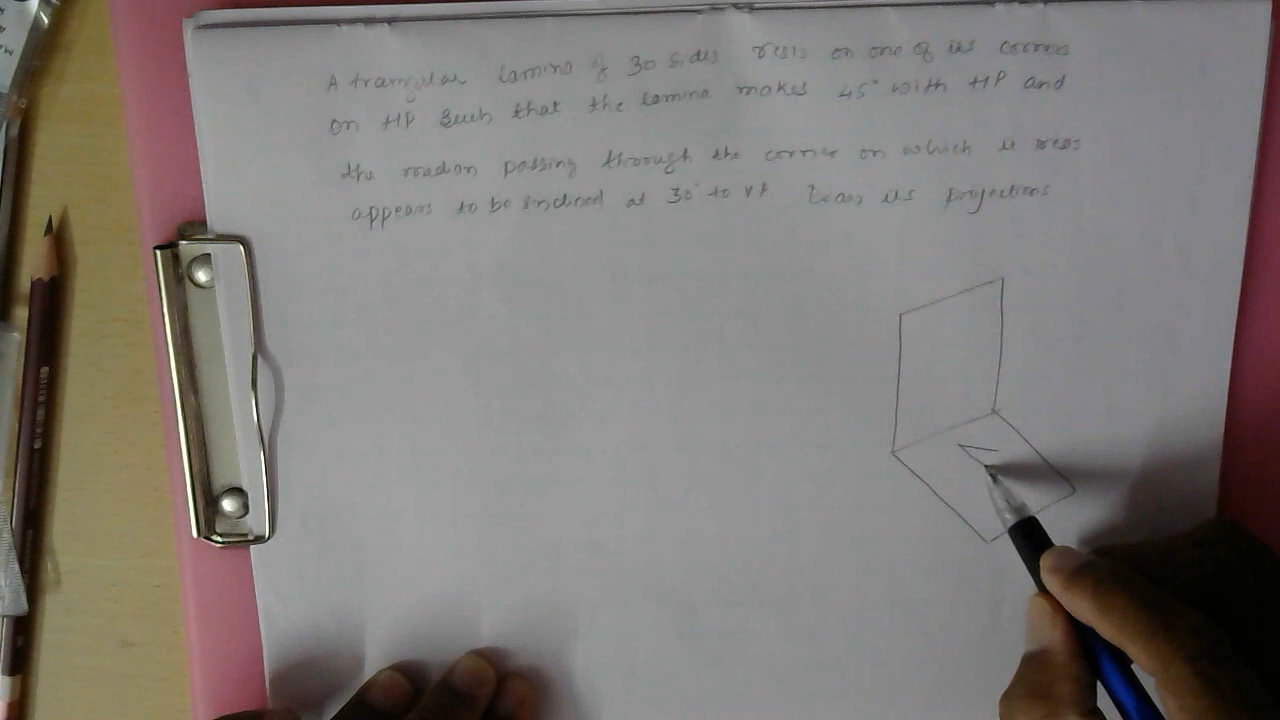 A triangular lamina of 30 sides rests on one of its corners
on HP such that the lamina makes 45° with HP and
the median passing through the corner on which it rests
appears to be inclined at 30° to VP Draw its projections